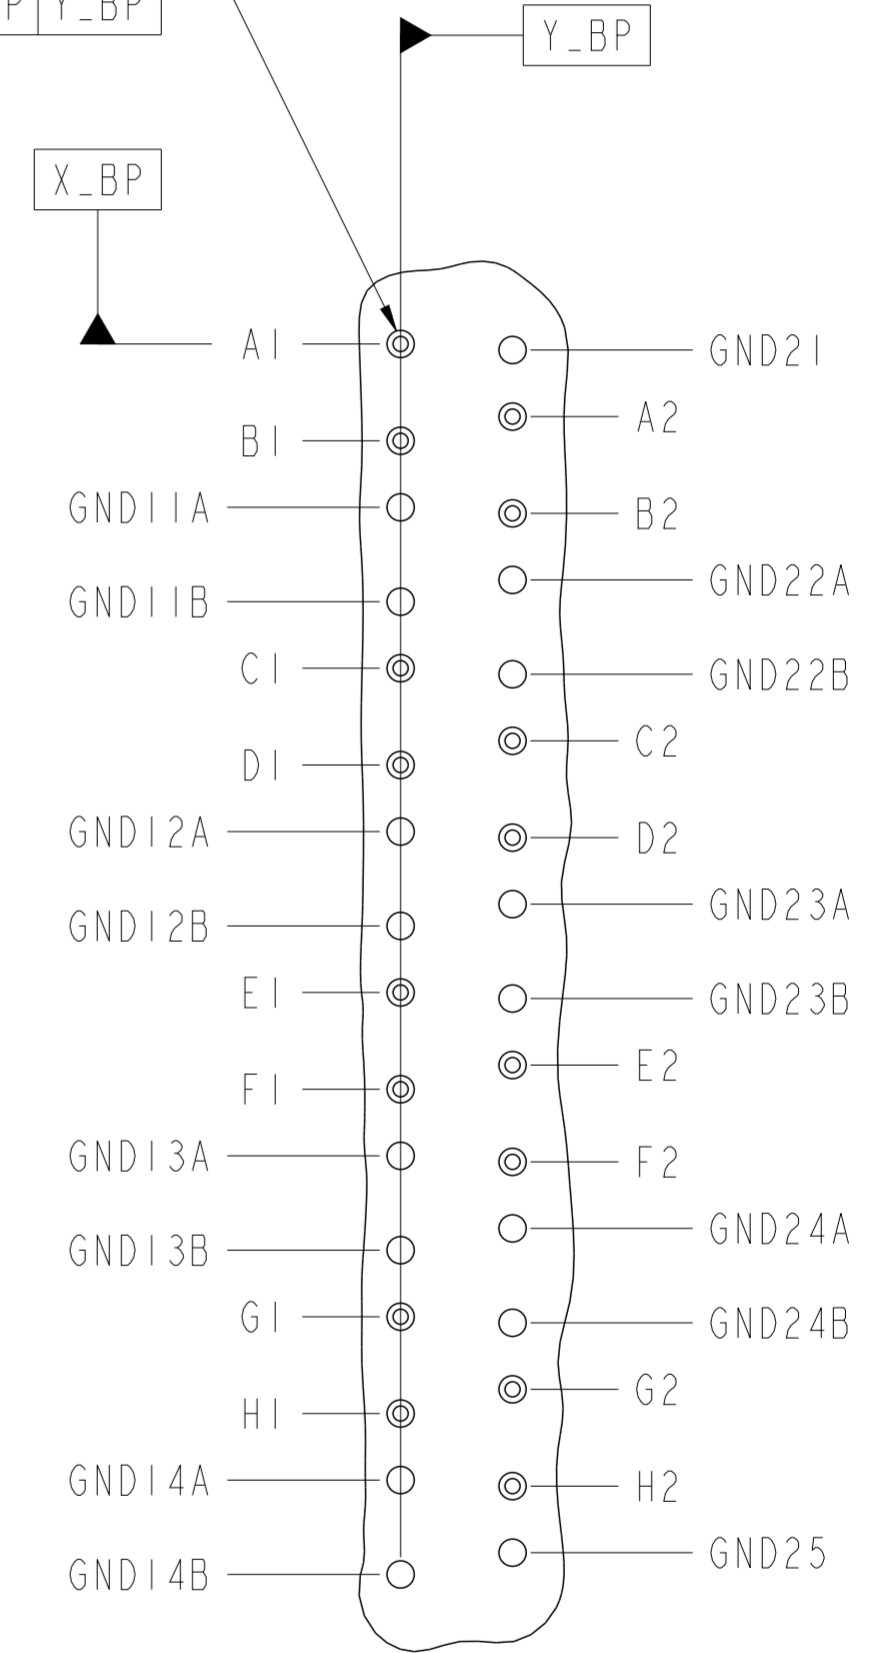 P Y_BP
Y_BP
X_BP
A1
GND21
A2
B1
GND11A
B2
GND22A
GND11B
C1
GND22B
C2
D1
GND12A
D2
GND23A
GND12B
E1
GND23B
E2
F1
GND13A
F2
GND24A
GND13B
G1
GND24B
G2
H1
GND14A
H2
GND25
GND14B